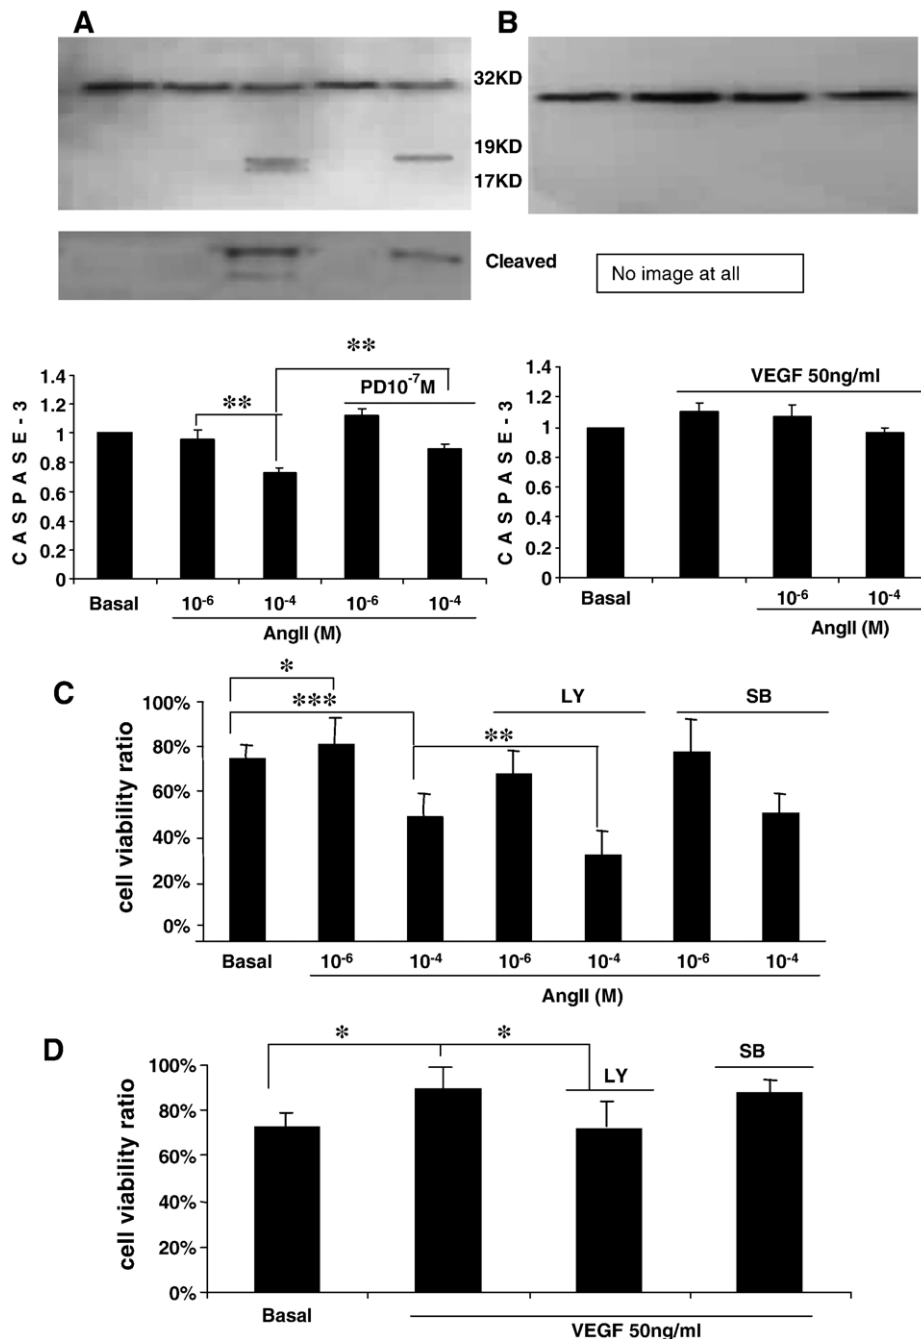 A
B
32KD
19KD
17KD
Cleaved
No image at all
**
**
PD10⁻⁷M
1.4
1.2
1
0.8
0.6
0.4
0.2
0
CASPASE-3
Basal
10⁻⁶
10⁻⁴
10⁻⁶
10⁻⁴
AngII (M)
VEGF 50ng/ml
1.4
1.2
1
0.8
0.6
0.4
0.2
0
CASPASE-3
Basal
10⁻⁶
10⁻⁴
AngII (M)
C
*
***
**
LY
SB
100%
80%
60%
40%
20%
0%
cell viability ratio
Basal
10⁻⁶
10⁻⁴
10⁻⁶
10⁻⁴
10⁻⁶
10⁻⁴
AngII (M)
D
*
*
LY
SB
100%
80%
60%
40%
20%
0%
cell viability ratio
Basal
VEGF 50ng/ml